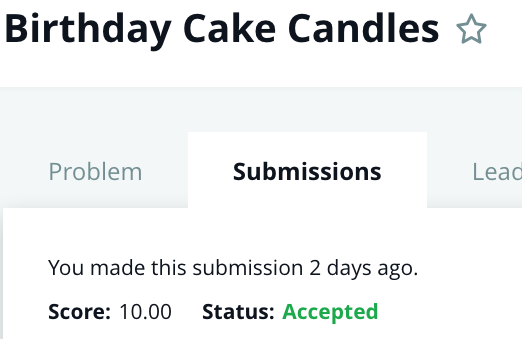 Birthday Cake Candles
Problem Submissions Lead
You made this submission 2 days ago.
Score: 10.00 Status: Accepted